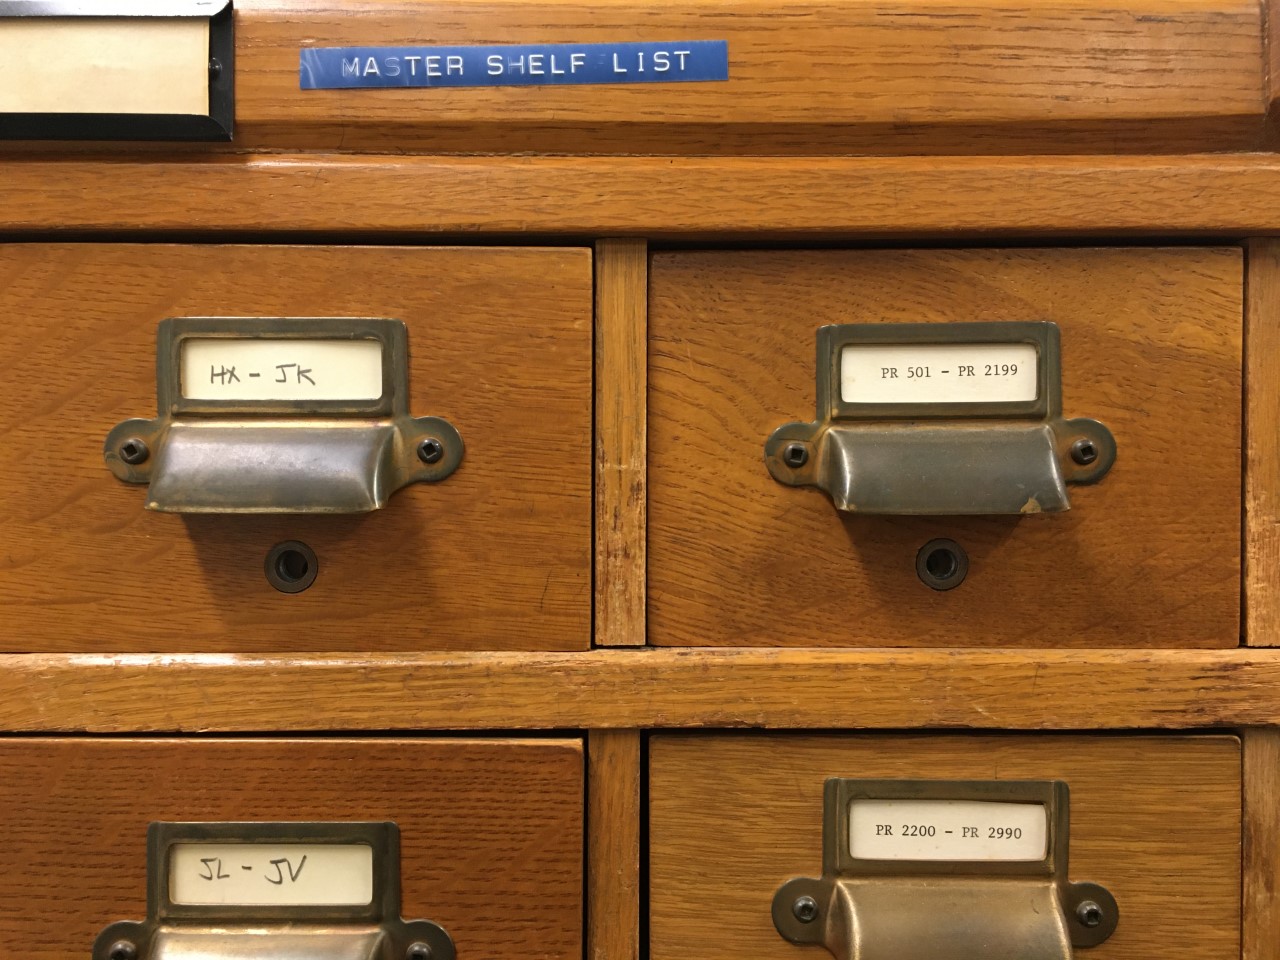 MASTER SHELF LIST
HX - JK
PR 501 - PR 2199
JL - JV
PR 2200 - PR 2990